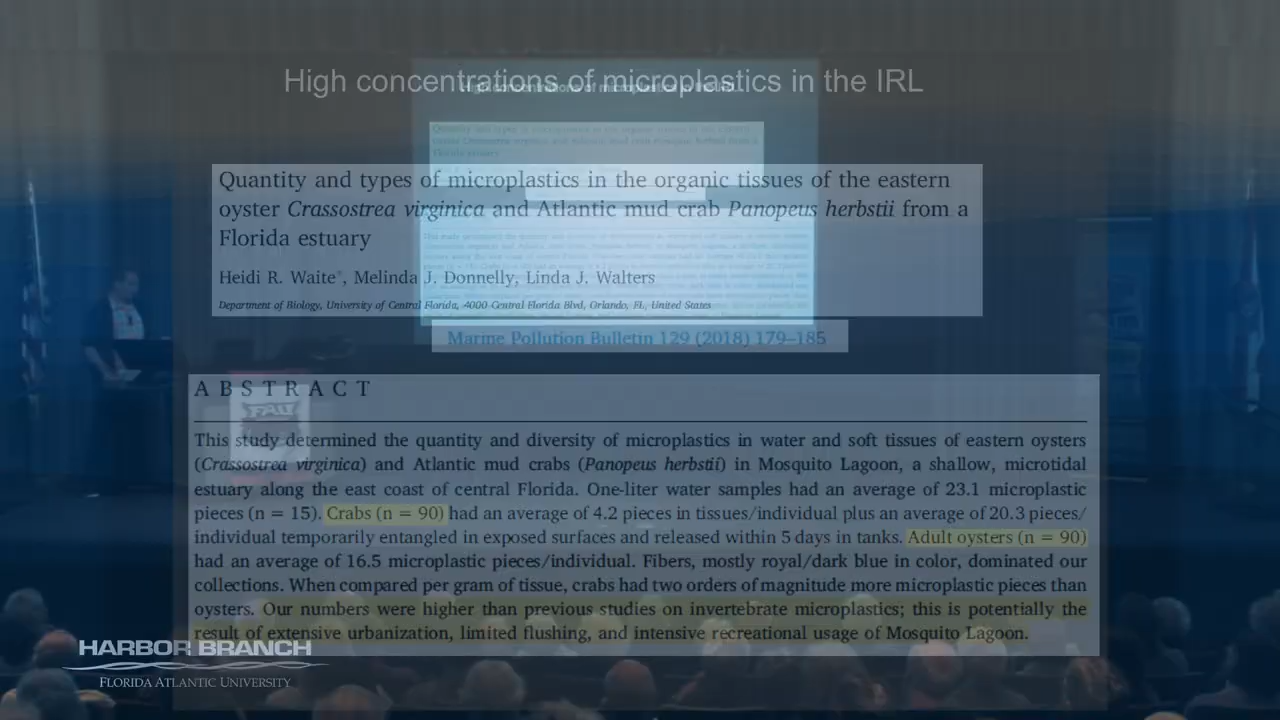 High concentrations of microplastics in the IRL
Quantity and types of microplastics in the organic tissues of the eastern
oyster Crassostrea virginica and Atlantic mud crab Panopeus herbstii from a
Florida estuary
Heidi R. Waite*, Melinda J. Donnelly, Linda J. Walters
Department of Biology, University of Central Florida, 4000 Central Florida Blvd, Orlando, FL, United States
Marine Pollution Bulletin 129 (2018) 179–185
ABSTRACT
This study determined the quantity and diversity of microplastics in water and soft tissues of eastern oysters
(Crassostrea virginica) and Atlantic mud crabs (Panopeus herbstii) in Mosquito Lagoon, a shallow, microtidal
estuary along the east coast of central Florida. One-liter water samples had an average of 23.1 microplastic
pieces (n = 15). Crabs (n = 90) had an average of 4.2 pieces in tissues/individual plus an average of 20.3 pieces/
individual temporarily entangled in exposed surfaces and released within 5 days in tanks. Adult oysters (n = 90)
had an average of 16.5 microplastic pieces/individual. Fibers, mostly royal/dark blue in color, dominated our
collections. When compared per gram of tissue, crabs had two orders of magnitude more microplastic pieces than
oysters. Our numbers were higher than previous studies on invertebrate microplastics; this is potentially the
result of extensive urbanization, limited flushing, and intensive recreational usage of Mosquito Lagoon.
FAU
HARBOR BRANCH
FLORIDA ATLANTIC UNIVERSITY